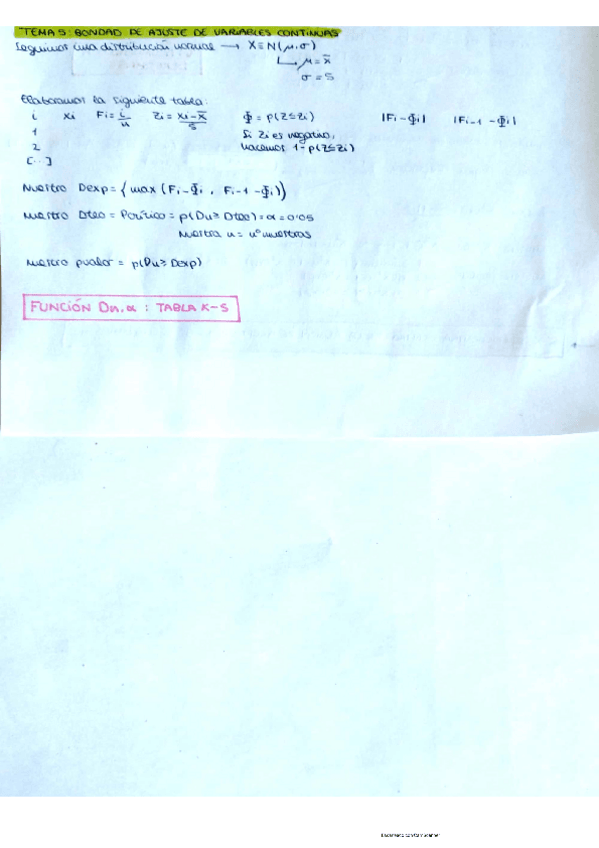 TEMA 5: BONDAD DE AJUSTE DE VARIABLES CONTINUAS
Seguimos una distribución normal → X≡N(μ,σ)
↳ μ = x̄
σ = S
Elaboramos la siguiente tabla:
i xi Fi = i/n Zi = (xi - x̄)/S Φ = p(Z≤Zi) |Fi - Φi| |Fi-1 - Φi|
1 Si Zi es negativo,
2 hacemos 1 - p(Z≤Zi)
[...]
Nuestro Dexp = {max (Fi - Φi , Fi-1 - Φi)}
Nuestro Dteo = Pcrítico = p(Dn ≥ Dteo) = α = 0'05
Nuestra n = nº muestras
Nuestro pvalor = p(Dn ≥ Dexp)
FUNCIÓN Dn,α : TABLA K-S